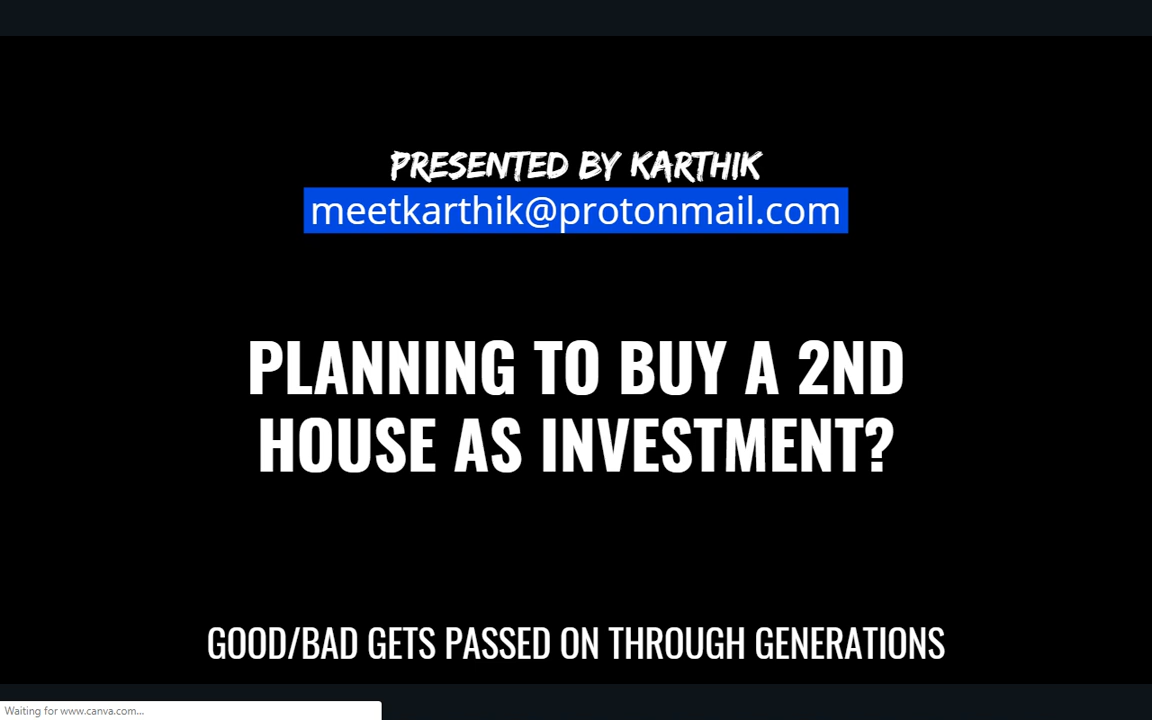 PRESENTED BY KARTHIK
meetkarthik@protonmail.com
PLANNING TO BUY A 2ND
HOUSE AS INVESTMENT?
GOOD/BAD GETS PASSED ON THROUGH GENERATIONS
Waiting for www.canva.com...